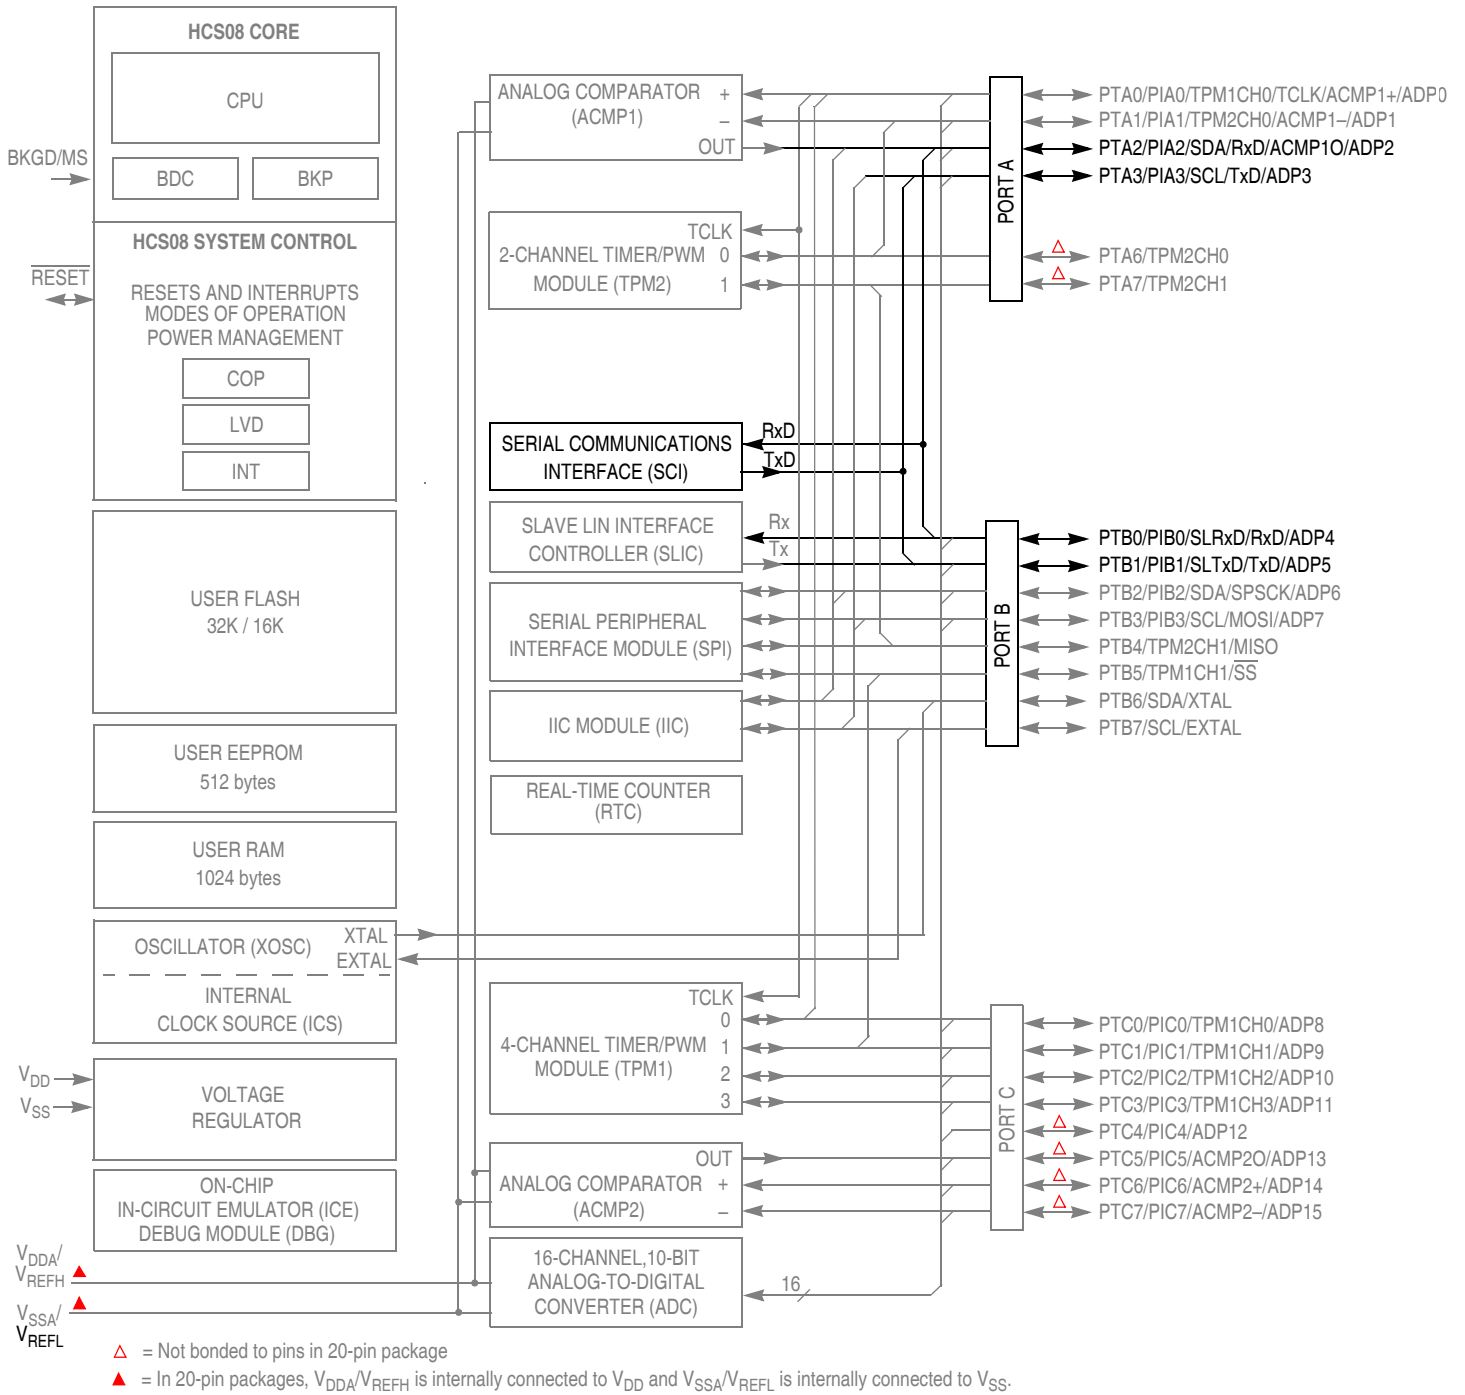 HCS08 CORE
CPU
BKGD/MS
BDC
BKP
HCS08 SYSTEM CONTROL
RESET
RESETS AND INTERRUPTS
MODES OF OPERATION
POWER MANAGEMENT
COP
LVD
INT
USER FLASH
32K / 16K
USER EEPROM
512 bytes
USER RAM
1024 bytes
OSCILLATOR (XOSC)
XTAL
EXTAL
INTERNAL
CLOCK SOURCE (ICS)
VDD
VSS
VOLTAGE
REGULATOR
ON-CHIP
IN-CIRCUIT EMULATOR (ICE)
DEBUG MODULE (DBG)
VDDA/
VREFH
VSSA/
VREFL
ANALOG COMPARATOR
(ACMP1)
+
–
OUT
TCLK
2-CHANNEL TIMER/PWM
MODULE (TPM2)
0
1
SERIAL COMMUNICATIONS
INTERFACE (SCI)
RxD
TxD
SLAVE LIN INTERFACE
CONTROLLER (SLIC)
Rx
Tx
SERIAL PERIPHERAL
INTERFACE MODULE (SPI)
IIC MODULE (IIC)
REAL-TIME COUNTER
(RTC)
TCLK
0
4-CHANNEL TIMER/PWM
MODULE (TPM1)
1
2
3
OUT
ANALOG COMPARATOR
(ACMP2)
+
–
16-CHANNEL,10-BIT
ANALOG-TO-DIGITAL
CONVERTER (ADC)
16
PORT A
PTA0/PIA0/TPM1CH0/TCLK/ACMP1+/ADP0
PTA1/PIA1/TPM2CH0/ACMP1–/ADP1
PTA2/PIA2/SDA/RxD/ACMP1O/ADP2
PTA3/PIA3/SCL/TxD/ADP3
PTA6/TPM2CH0
PTA7/TPM2CH1
PORT B
PTB0/PIB0/SLRxD/RxD/ADP4
PTB1/PIB1/SLTxD/TxD/ADP5
PTB2/PIB2/SDA/SPSCK/ADP6
PTB3/PIB3/SCL/MOSI/ADP7
PTB4/TPM2CH1/MISO
PTB5/TPM1CH1/SS
PTB6/SDA/XTAL
PTB7/SCL/EXTAL
PORT C
PTC0/PIC0/TPM1CH0/ADP8
PTC1/PIC1/TPM1CH1/ADP9
PTC2/PIC2/TPM1CH2/ADP10
PTC3/PIC3/TPM1CH3/ADP11
PTC4/PIC4/ADP12
PTC5/PIC5/ACMP2O/ADP13
PTC6/PIC6/ACMP2+/ADP14
PTC7/PIC7/ACMP2–/ADP15
△ = Not bonded to pins in 20-pin package
▲ = In 20-pin packages, VDDA/VREFH is internally connected to VDD and VSSA/VREFL is internally connected to VSS.